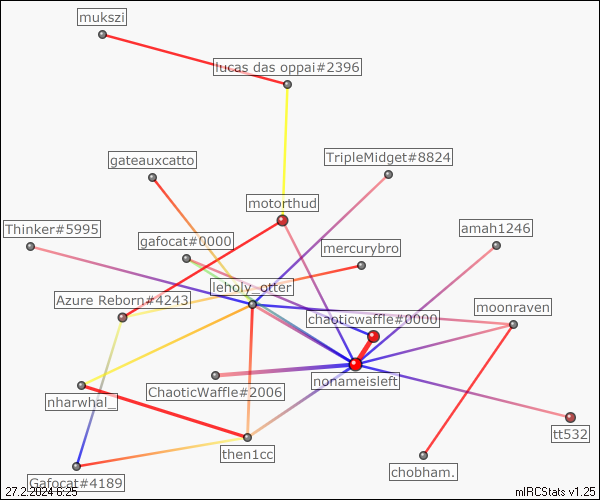 mukszi
lucas das oppai#2396
gateauxcatto
TripleMidget#8824
motorthud
Thinker#5995
amah1246
gafocat#0000
mercurybro
leholy_otter
Azure Reborn#4243
moonraven
chaoticwaffle#0000
nonameisleft
ChaoticWaffle#2006
nharwhal_
tt532
then1cc
chobham.
Gafocat#4189
27.2.2024 6:25
mIRCStats v1.25